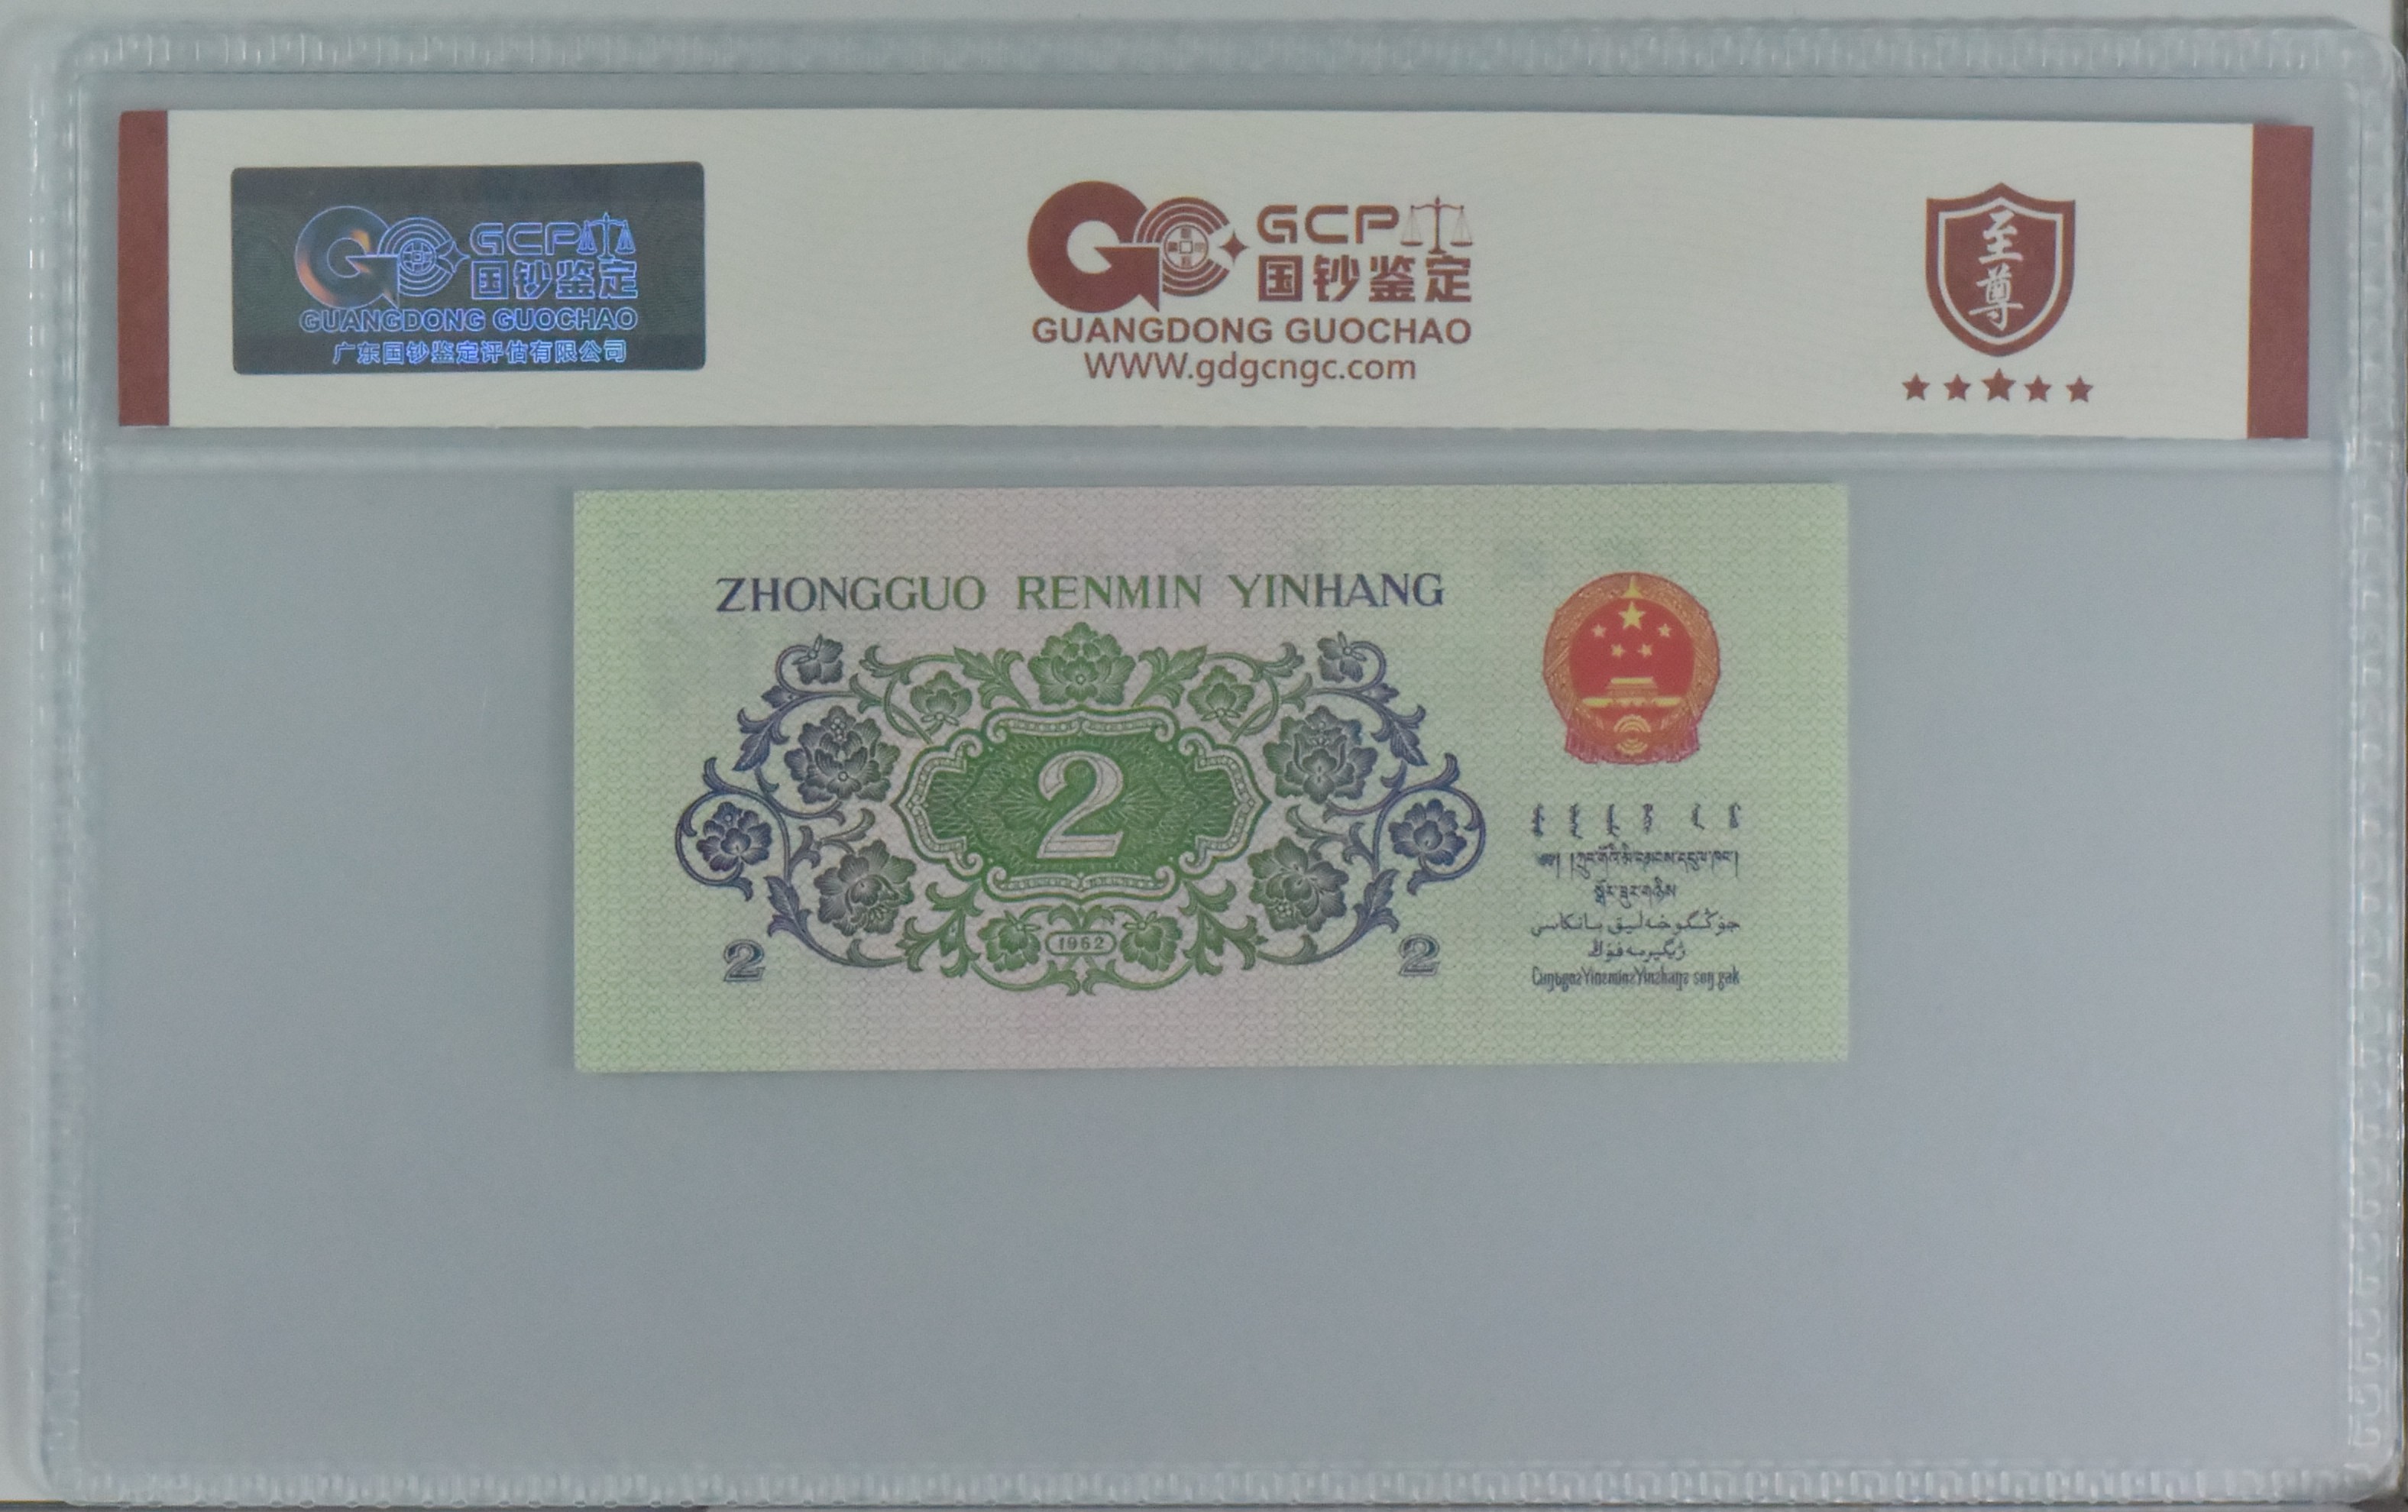 GCP
国钞鉴定
GUANGDONG GUOCHAO
广东国钞鉴定评估有限公司
GCP
国钞鉴定
GUANGDONG GUOCHAO
WWW.gdgcngc.com
至
尊
ZHONGGUO RENMIN YINHANG
2
1962
2
2
جۇڭگوخەلىق بانكاسى